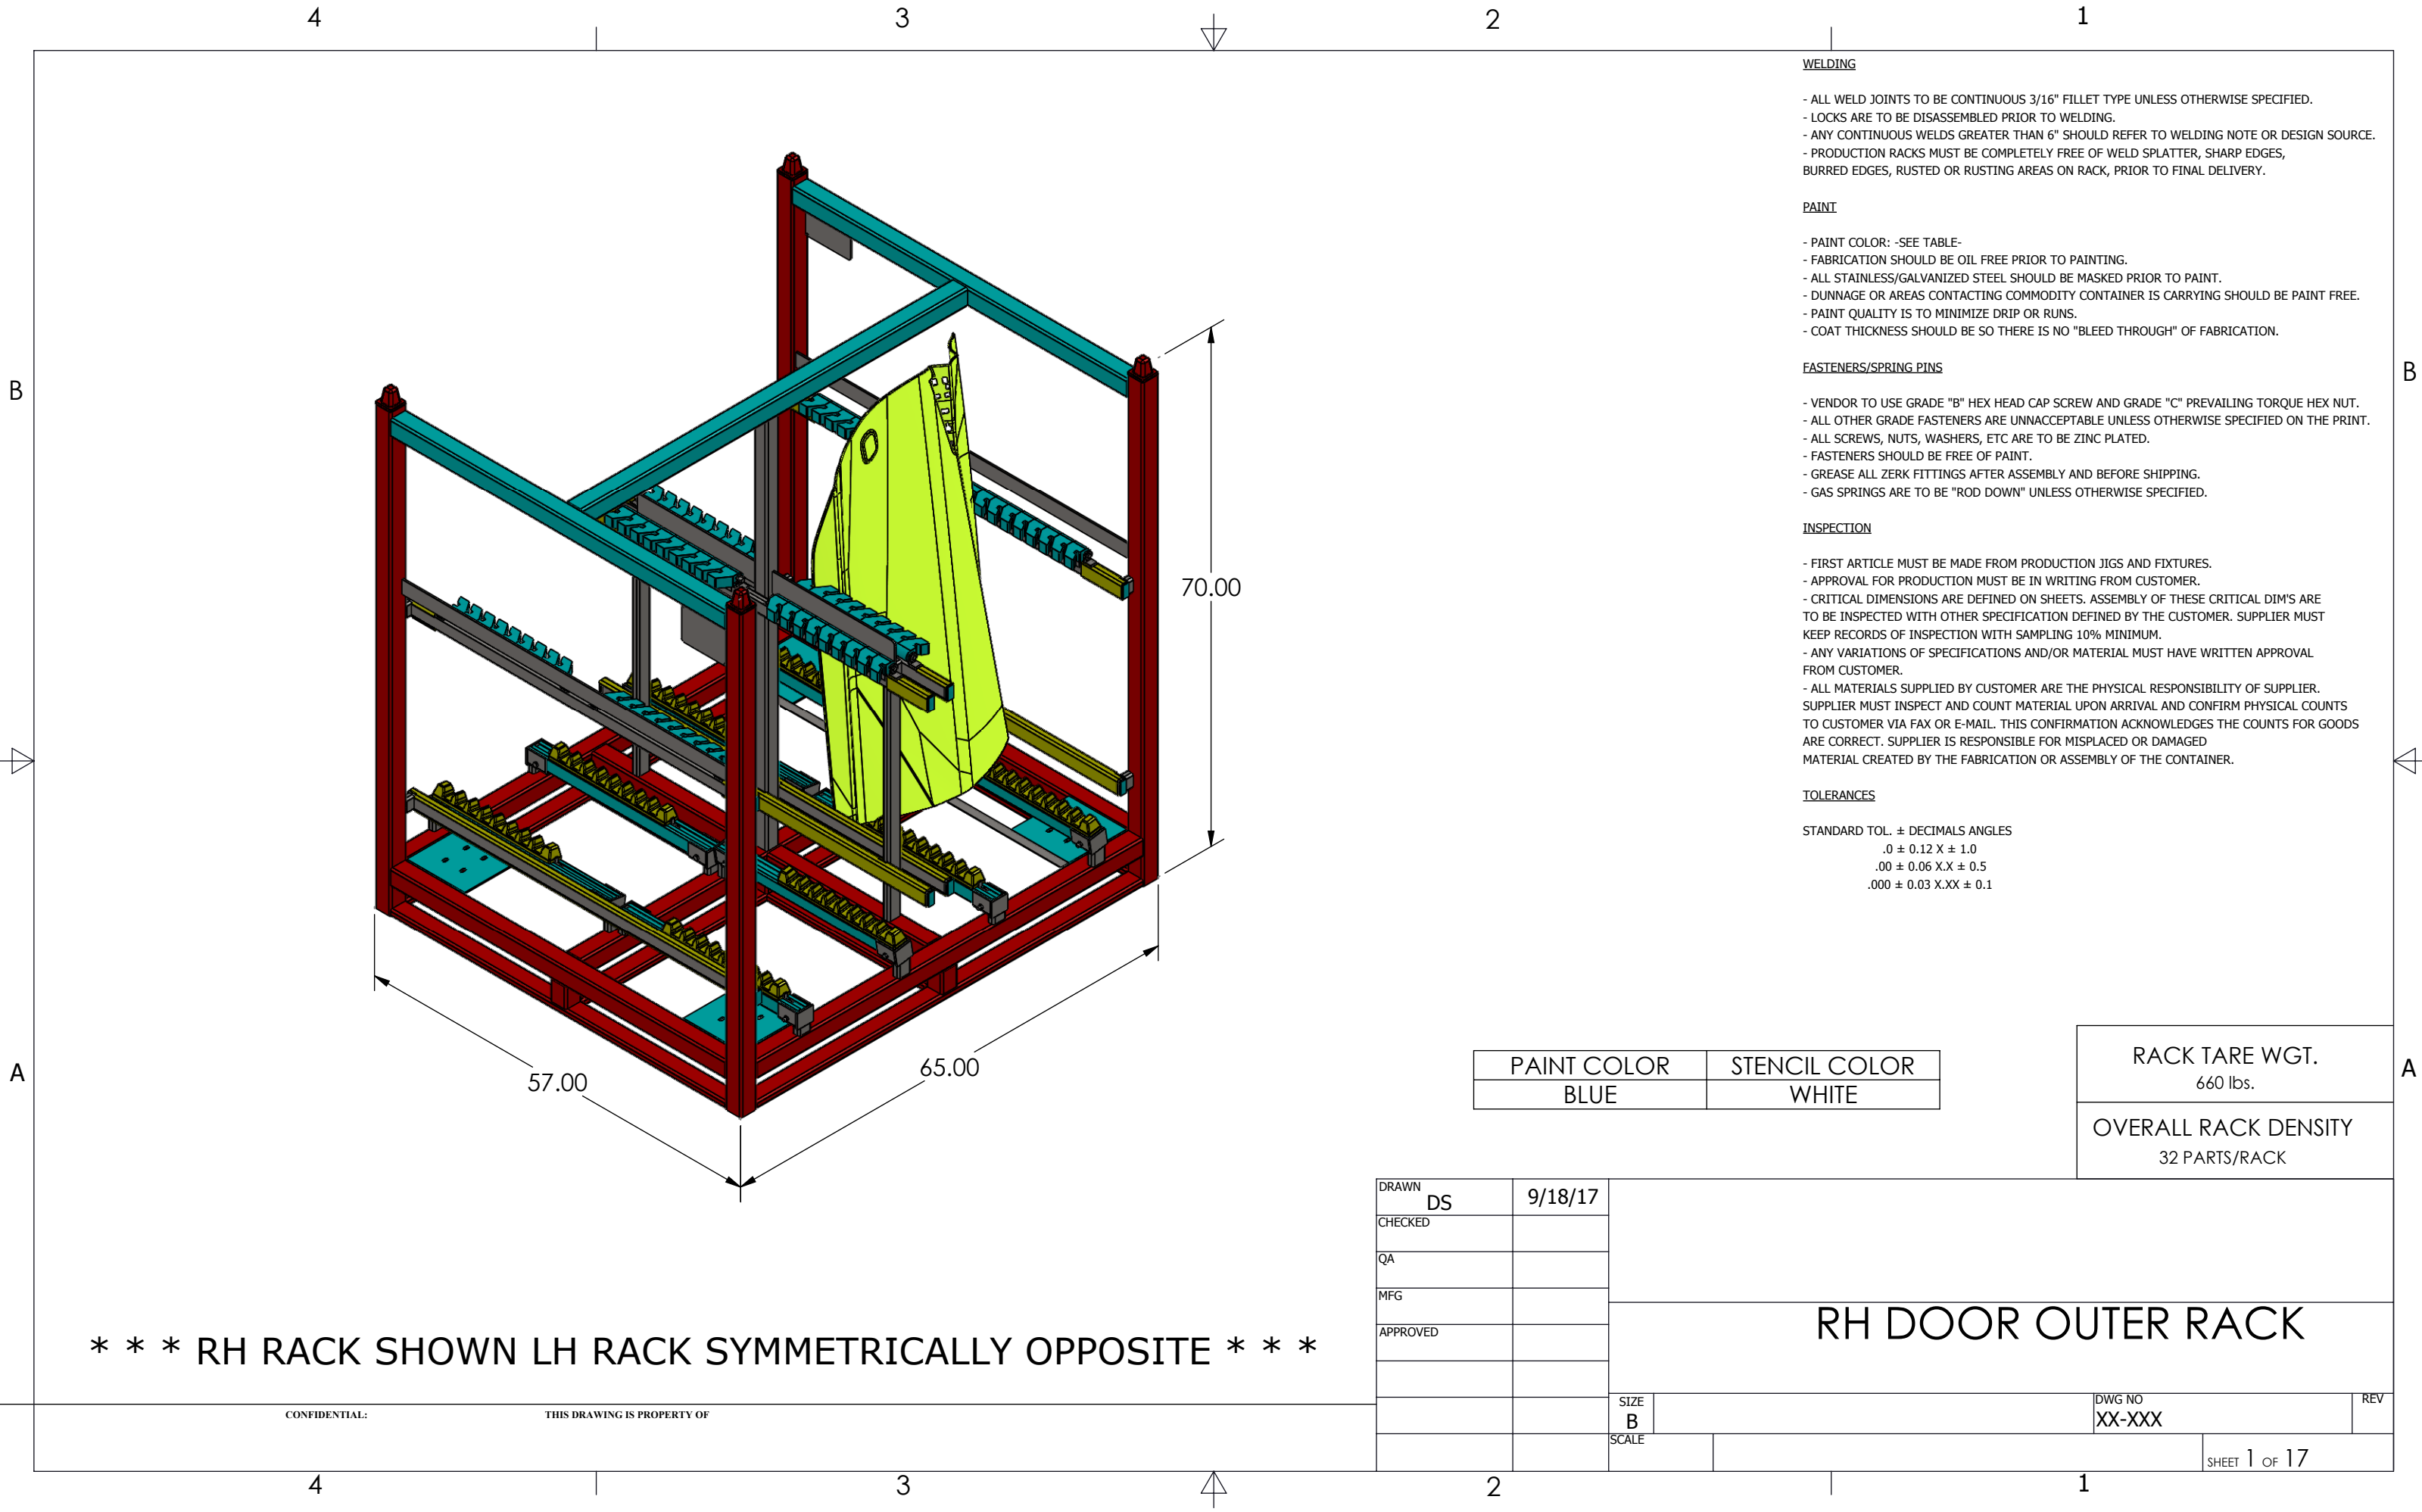 4 3 2 1
WELDING
- ALL WELD JOINTS TO BE CONTINUOUS 3/16" FILLET TYPE UNLESS OTHERWISE SPECIFIED.
- LOCKS ARE TO BE DISASSEMBLED PRIOR TO WELDING.
- ANY CONTINUOUS WELDS GREATER THAN 6" SHOULD REFER TO WELDING NOTE OR DESIGN SOURCE.
- PRODUCTION RACKS MUST BE COMPLETELY FREE OF WELD SPLATTER, SHARP EDGES,
BURRED EDGES, RUSTED OR RUSTING AREAS ON RACK, PRIOR TO FINAL DELIVERY.
PAINT
- PAINT COLOR: -SEE TABLE-
- FABRICATION SHOULD BE OIL FREE PRIOR TO PAINTING.
- ALL STAINLESS/GALVANIZED STEEL SHOULD BE MASKED PRIOR TO PAINT.
- DUNNAGE OR AREAS CONTACTING COMMODITY CONTAINER IS CARRYING SHOULD BE PAINT FREE.
- PAINT QUALITY IS TO MINIMIZE DRIP OR RUNS.
- COAT THICKNESS SHOULD BE SO THERE IS NO "BLEED THROUGH" OF FABRICATION.
FASTENERS/SPRING PINS
- VENDOR TO USE GRADE "B" HEX HEAD CAP SCREW AND GRADE "C" PREVAILING TORQUE HEX NUT.
- ALL OTHER GRADE FASTENERS ARE UNNACCEPTABLE UNLESS OTHERWISE SPECIFIED ON THE PRINT.
- ALL SCREWS, NUTS, WASHERS, ETC ARE TO BE ZINC PLATED.
- FASTENERS SHOULD BE FREE OF PAINT.
- GREASE ALL ZERK FITTINGS AFTER ASSEMBLY AND BEFORE SHIPPING.
- GAS SPRINGS ARE TO BE "ROD DOWN" UNLESS OTHERWISE SPECIFIED.
INSPECTION
- FIRST ARTICLE MUST BE MADE FROM PRODUCTION JIGS AND FIXTURES.
- APPROVAL FOR PRODUCTION MUST BE IN WRITING FROM CUSTOMER.
- CRITICAL DIMENSIONS ARE DEFINED ON SHEETS. ASSEMBLY OF THESE CRITICAL DIM'S ARE
TO BE INSPECTED WITH OTHER SPECIFICATION DEFINED BY THE CUSTOMER. SUPPLIER MUST
KEEP RECORDS OF INSPECTION WITH SAMPLING 10% MINIMUM.
- ANY VARIATIONS OF SPECIFICATIONS AND/OR MATERIAL MUST HAVE WRITTEN APPROVAL
FROM CUSTOMER.
- ALL MATERIALS SUPPLIED BY CUSTOMER ARE THE PHYSICAL RESPONSIBILITY OF SUPPLIER.
SUPPLIER MUST INSPECT AND COUNT MATERIAL UPON ARRIVAL AND CONFIRM PHYSICAL COUNTS
TO CUSTOMER VIA FAX OR E-MAIL. THIS CONFIRMATION ACKNOWLEDGES THE COUNTS FOR GOODS
ARE CORRECT. SUPPLIER IS RESPONSIBLE FOR MISPLACED OR DAMAGED
MATERIAL CREATED BY THE FABRICATION OR ASSEMBLY OF THE CONTAINER.
TOLERANCES
STANDARD TOL. ± DECIMALS ANGLES
.0 ± 0.12 X ± 1.0
.00 ± 0.06 X.X ± 0.5
.000 ± 0.03 X.XX ± 0.1
B B
70.00
57.00
65.00
A A
PAINT COLOR STENCIL COLOR
BLUE WHITE
RACK TARE WGT.
660 lbs.
OVERALL RACK DENSITY
32 PARTS/RACK
DRAWN
DS 9/18/17
CHECKED
QA
MFG
APPROVED
RH DOOR OUTER RACK
* * * RH RACK SHOWN LH RACK SYMMETRICALLY OPPOSITE * * *
CONFIDENTIAL: THIS DRAWING IS PROPERTY OF
SIZE
B
DWG NO
XX-XXX
REV
SCALE
SHEET 1 OF 17
4 3 2 1